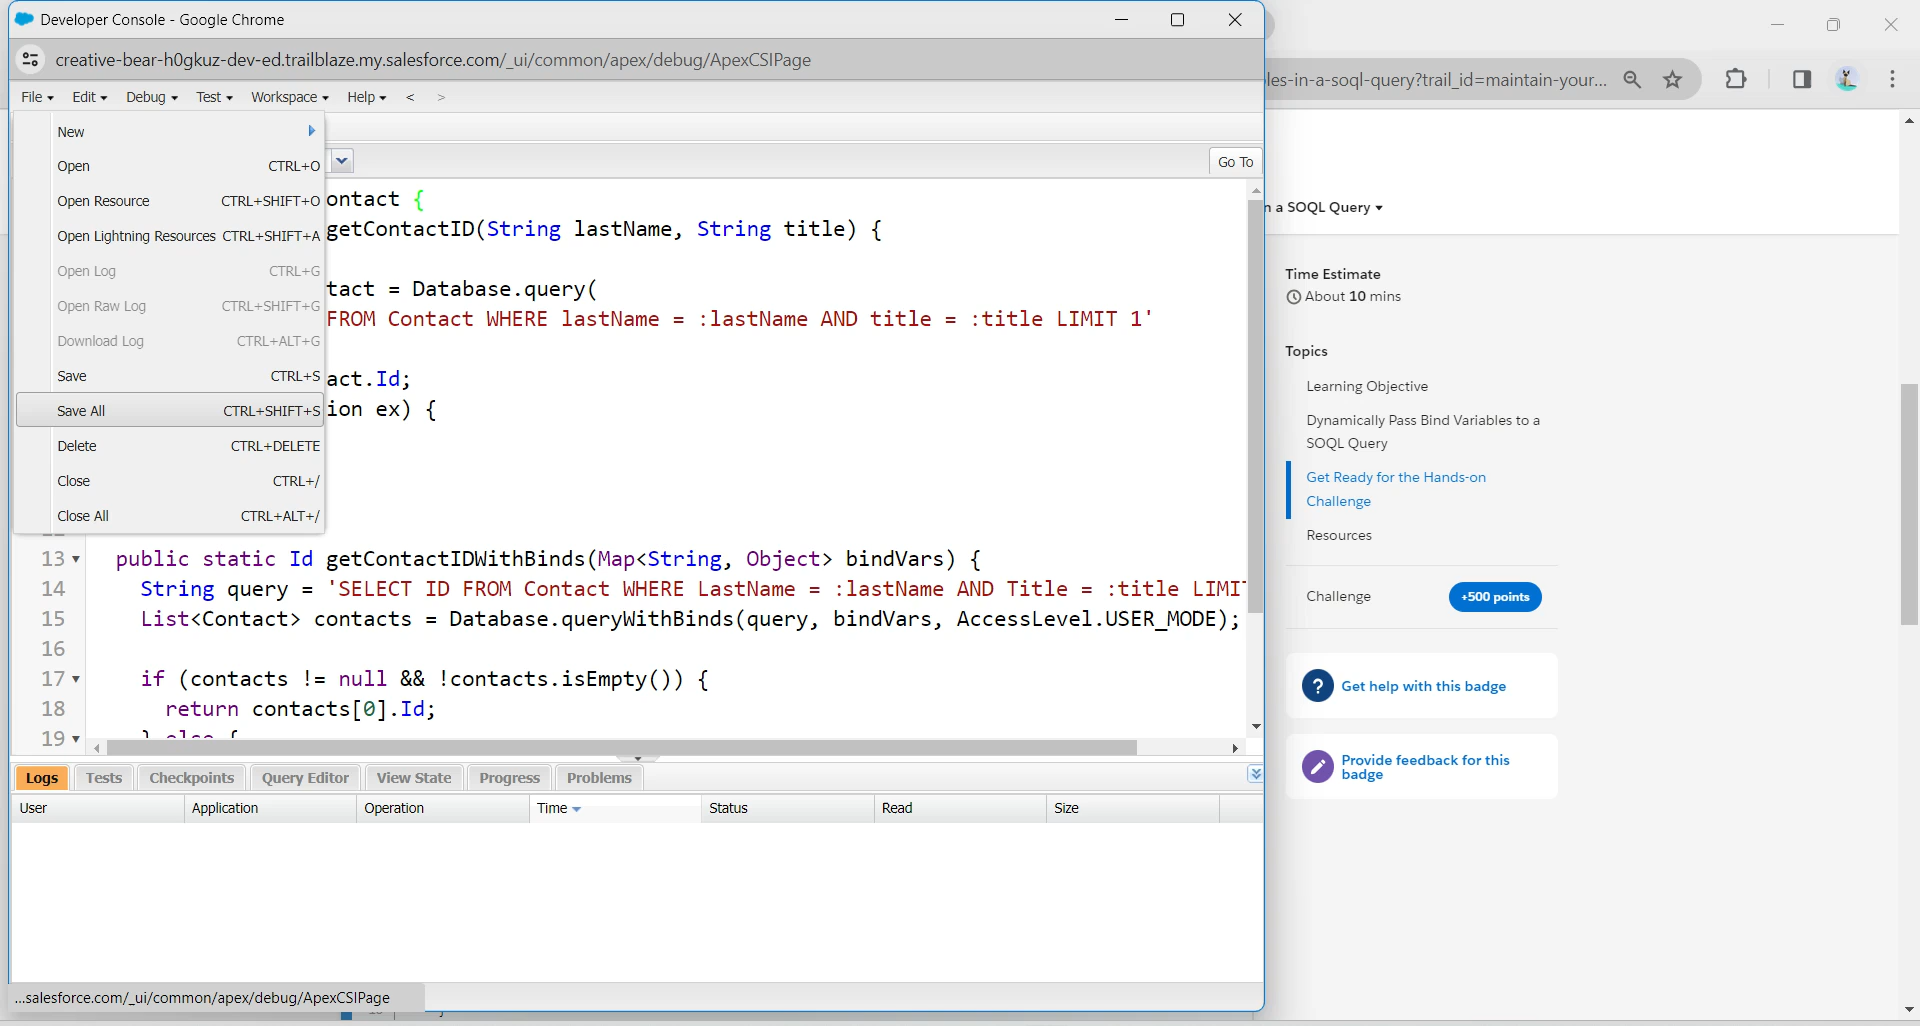 Developer Console - Google Chrome
creative-bear-h0gkuz-dev-ed.trailblaze.my.salesforce.com/_ui/common/apex/debug/ApexCSIPage
les-in-a-soql-query?trail_id=maintain-your...
File Edit Debug Test Workspace Help < >
New
Open CTRL+O
Open Resource CTRL+SHIFT+O
Open Lightning Resources CTRL+SHIFT+A
Open Log CTRL+G
Open Raw Log CTRL+SHIFT+G
Download Log CTRL+ALT+G
Save CTRL+S
Save All CTRL+SHIFT+S
Delete CTRL+DELETE
Close CTRL+/
Close All CTRL+ALT+/
Go To
ontact {
getContactID(String lastName, String title) {
tact = Database.query(
FROM Contact WHERE lastName = :lastName AND title = :title LIMIT 1'
act.Id;
ion ex) {
13 public static Id getContactIDWithBinds(Map<String, Object> bindVars) {
14 String query = 'SELECT ID FROM Contact WHERE LastName = :lastName AND Title = :title LIMIT
15 List<Contact> contacts = Database.queryWithBinds(query, bindVars, AccessLevel.USER_MODE);
16
17 if (contacts != null && !contacts.isEmpty()) {
18 return contacts[0].Id;
19 } else {
Logs Tests Checkpoints Query Editor View State Progress Problems
User Application Operation Time Status Read Size
...salesforce.com/_ui/common/apex/debug/ApexCSIPage
n a SOQL Query
Time Estimate
About 10 mins
Topics
Learning Objective
Dynamically Pass Bind Variables to a
SOQL Query
Get Ready for the Hands-on
Challenge
Resources
Challenge +500 points
? Get help with this badge
Provide feedback for this
badge